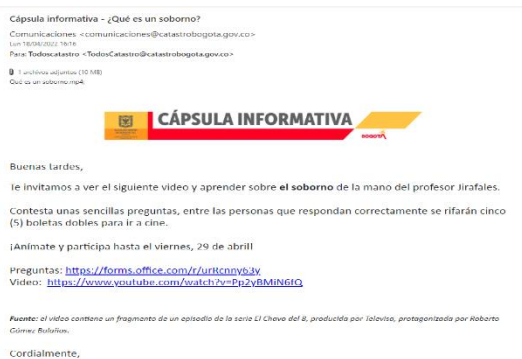 Cápsula informativa - ¿Qué es un soborno?
Comunicaciones <comunicaciones@catastrobogota.gov.co>
Lun 18/04/2022 16:16
Para: Todoscatastro <TodosCatastro@catastrobogota.gov.co>
1 archivos adjuntos (10 MB)
Qué es un soborno.mp4;
CÁPSULA INFORMATIVA
BOGOTÁ
Buenas tardes,
Te invitamos a ver el siguiente video y aprender sobre el soborno de la mano del profesor Jirafales.
Contesta unas sencillas preguntas, entre las personas que respondan correctamente se rifarán cinco
(5) boletas dobles para ir a cine.
¡Anímate y participa hasta el viernes, 29 de abril!
Preguntas: https://forms.office.com/r/urRcnny63y
Video: https://www.youtube.com/watch?v=Pp2yBMiN6fQ
Fuente: el video contiene un fragmento de un episodio de la serie El Chavo del 8, producida por Televisa, protagonizada por Roberto
Gómez Bolaños.
Cordialmente,